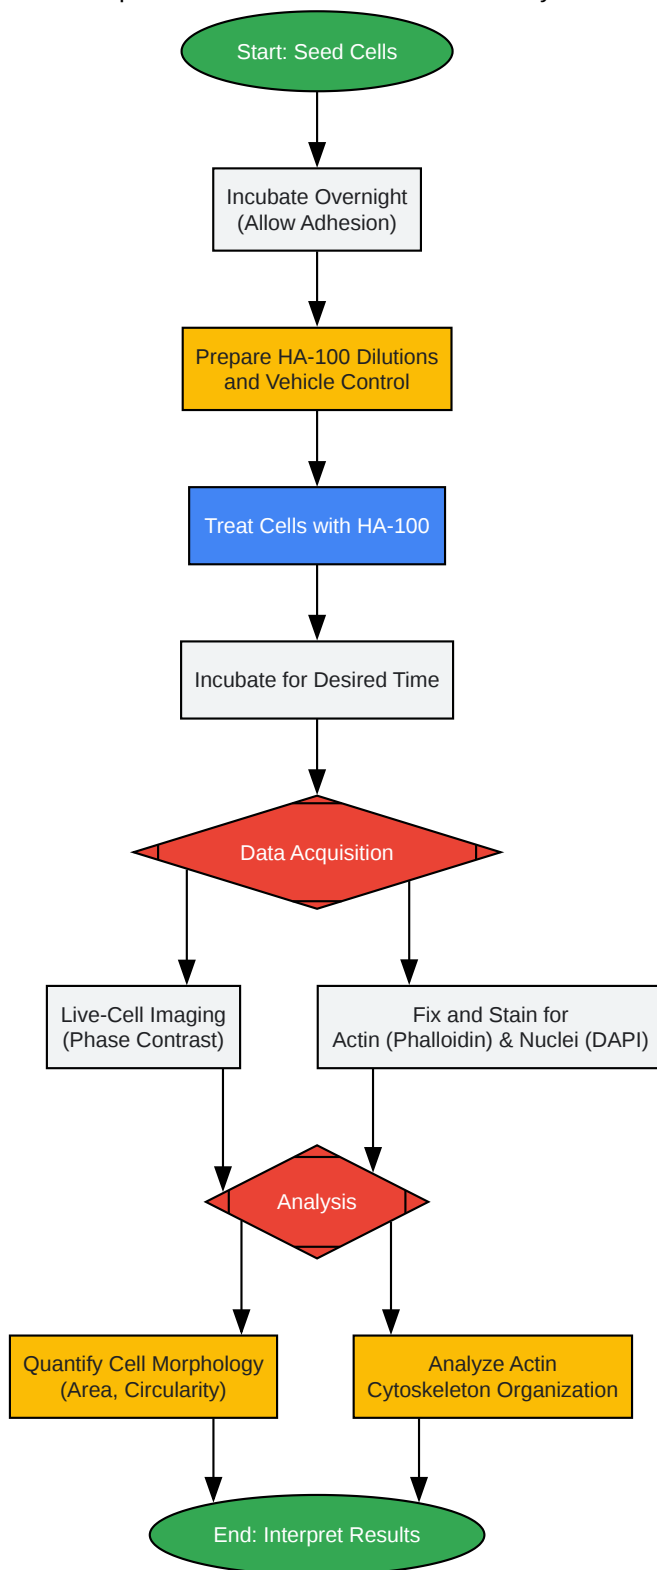 Start: Seed Cells
Incubate Overnight
(Allow Adhesion)
Prepare HA-100 Dilutions
and Vehicle Control
Treat Cells with HA-100
Incubate for Desired Time
Data Acquisition
Live-Cell Imaging
(Phase Contrast)
Fix and Stain for
Actin (Phalloidin) & Nuclei (DAPI)
Analysis
Quantify Cell Morphology
(Area, Circularity)
Analyze Actin
Cytoskeleton Organization
End: Interpret Results